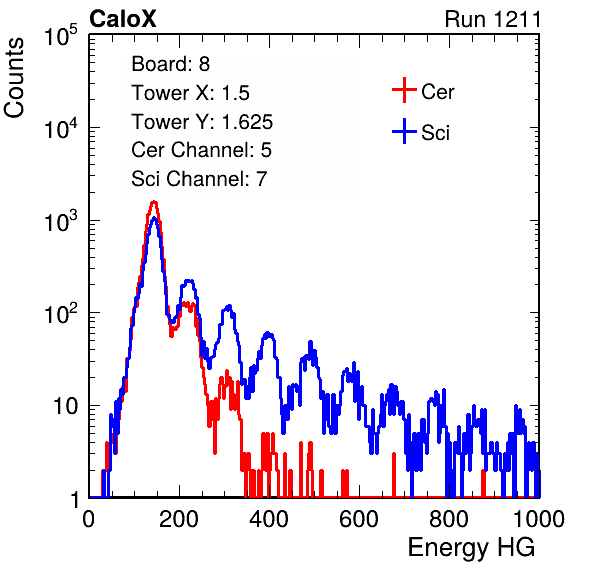 CaloX Run 1211
Counts
10^5
10^4
10^3
10^2
10
1
Board: 8
Tower X: 1.5
Tower Y: 1.625
Cer Channel: 5
Sci Channel: 7
Cer
Sci
0 200 400 600 800 1000
Energy HG